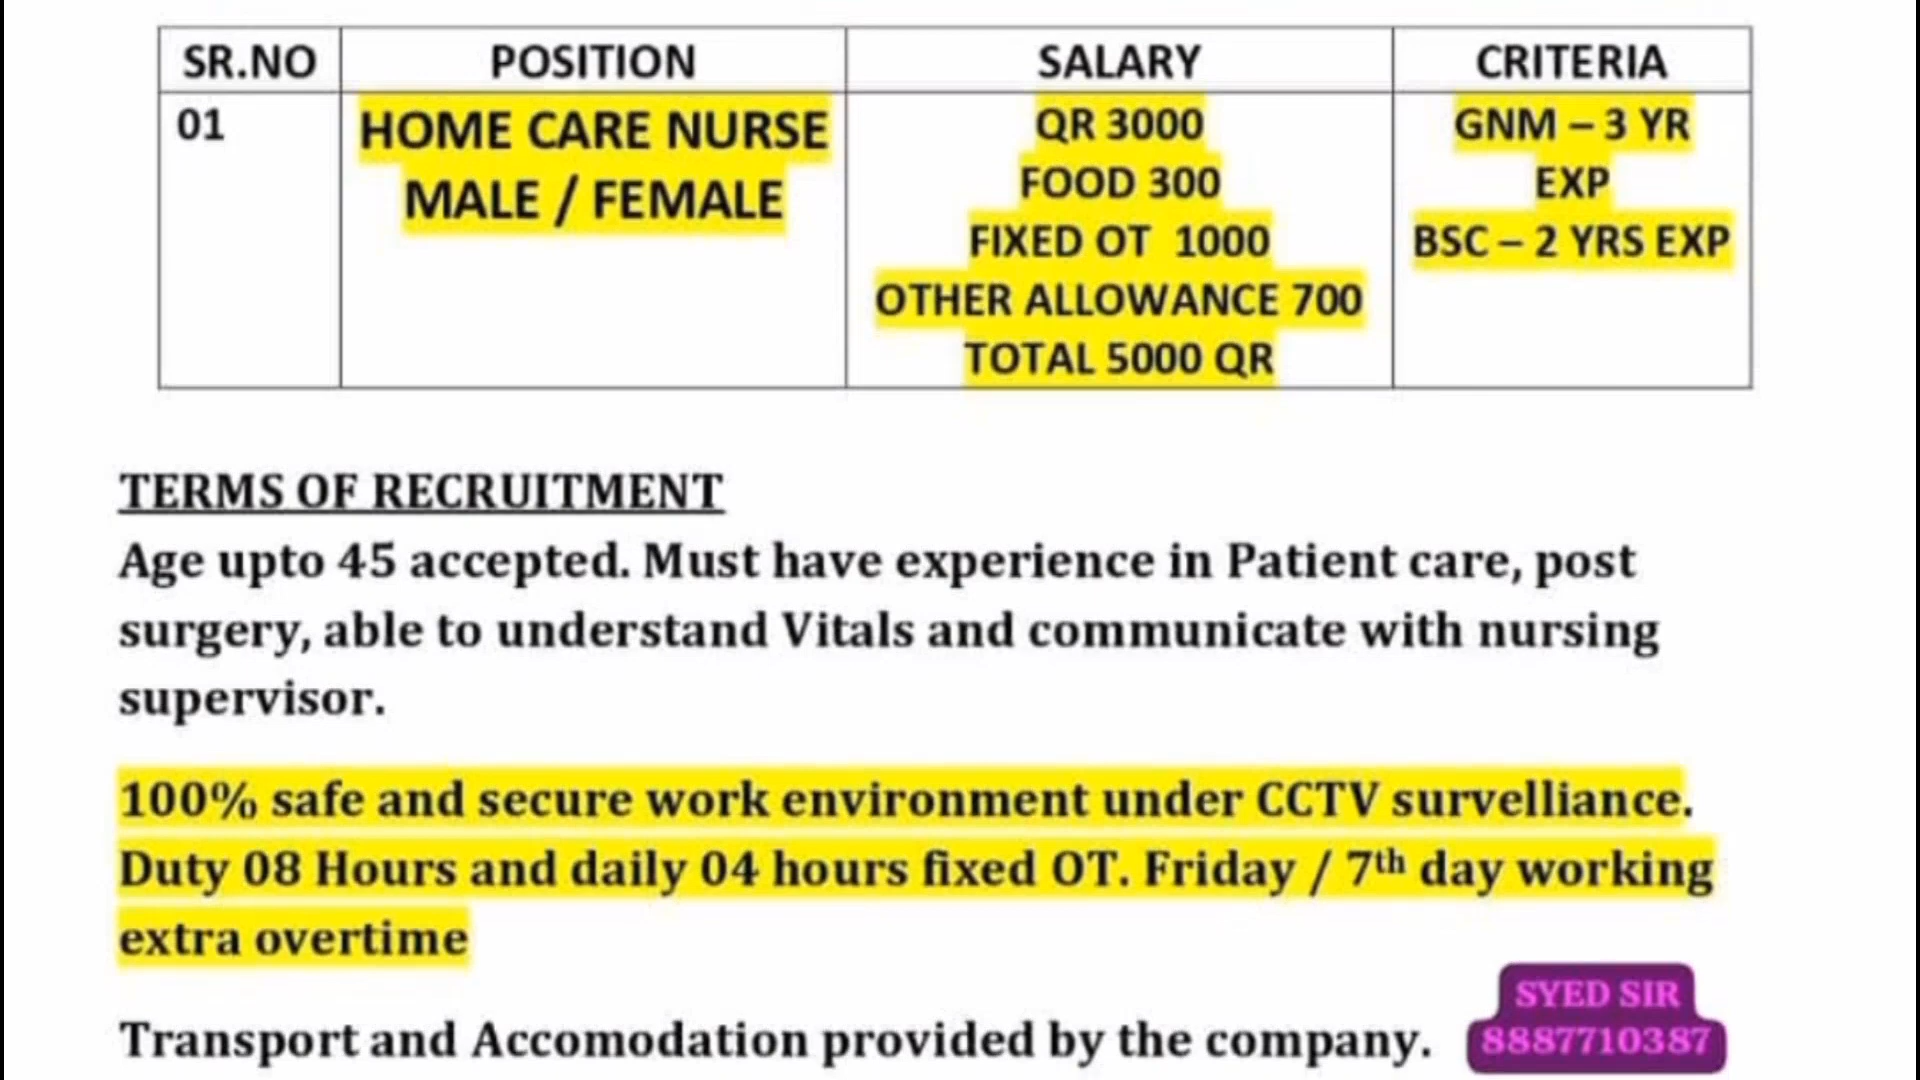 SR.NO POSITION SALARY CRITERIA
01 HOME CARE NURSE QR 3000 GNM – 3 YR
MALE / FEMALE FOOD 300 EXP
FIXED OT 1000 BSC – 2 YRS EXP
OTHER ALLOWANCE 700
TOTAL 5000 QR
TERMS OF RECRUITMENT
Age upto 45 accepted. Must have experience in Patient care, post
surgery, able to understand Vitals and communicate with nursing
supervisor.
100% safe and secure work environment under CCTV survelliance.
Duty 08 Hours and daily 04 hours fixed OT. Friday / 7th day working
extra overtime
Transport and Accomodation provided by the company.
SYED SIR
8887710387